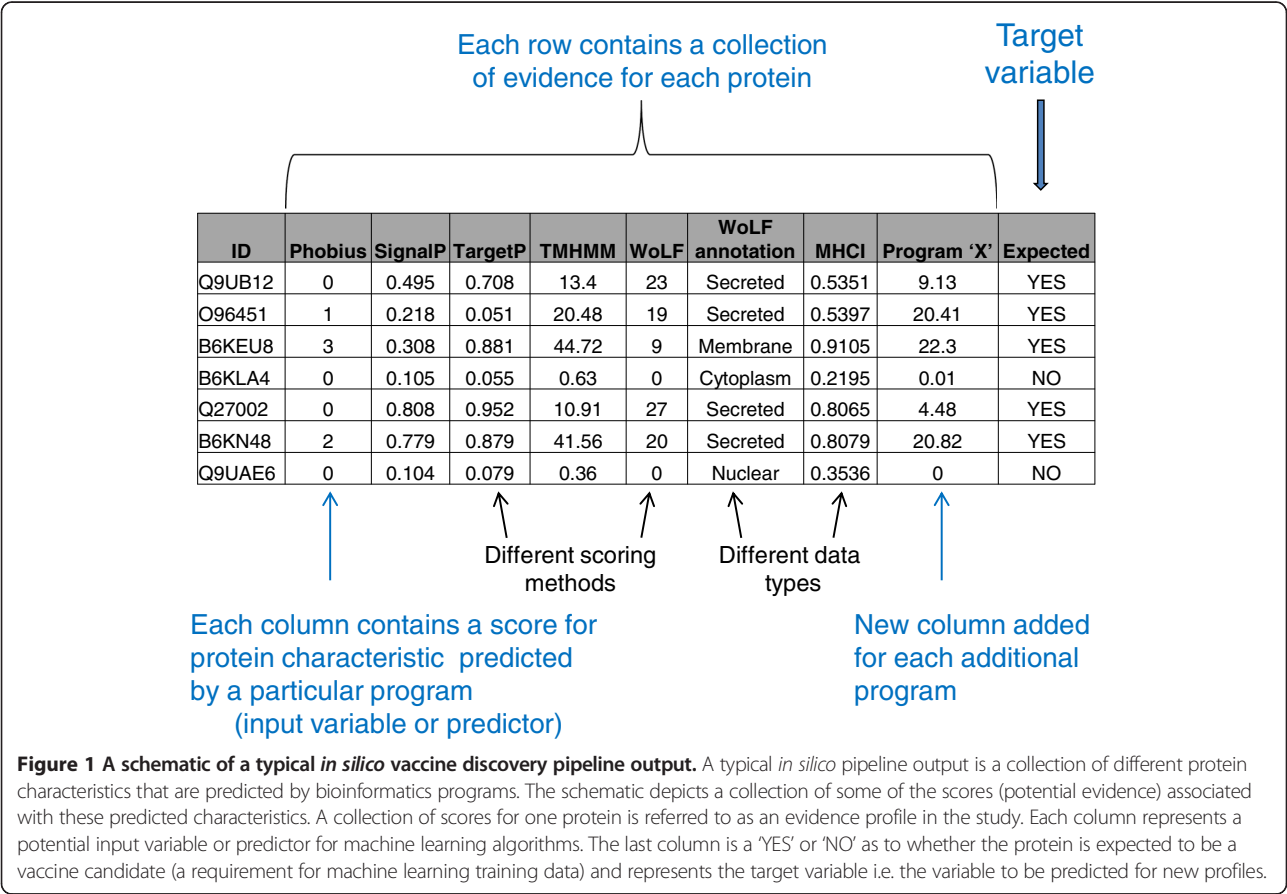 Each row contains a collection
of evidence for each protein
Target
variable
ID Phobius SignalP TargetP TMHMM WoLF WoLF annotation MHCI Program ‘X’ Expected
Q9UB12 0 0.495 0.708 13.4 23 Secreted 0.5351 9.13 YES
O96451 1 0.218 0.051 20.48 19 Secreted 0.5397 20.41 YES
B6KEU8 3 0.308 0.881 44.72 9 Membrane 0.9105 22.3 YES
B6KLA4 0 0.105 0.055 0.63 0 Cytoplasm 0.2195 0.01 NO
Q27002 0 0.808 0.952 10.91 27 Secreted 0.8065 4.48 YES
B6KN48 2 0.779 0.879 41.56 20 Secreted 0.8079 20.82 YES
Q9UAE6 0 0.104 0.079 0.36 0 Nuclear 0.3536 0 NO
Different scoring
methods
Different data
types
Each column contains a score for
protein characteristic predicted
by a particular program
(input variable or predictor)
New column added
for each additional
program
Figure 1 A schematic of a typical in silico vaccine discovery pipeline output. A typical in silico pipeline output is a collection of different protein
characteristics that are predicted by bioinformatics programs. The schematic depicts a collection of some of the scores (potential evidence) associated
with these predicted characteristics. A collection of scores for one protein is referred to as an evidence profile in the study. Each column represents a
potential input variable or predictor for machine learning algorithms. The last column is a ‘YES’ or ‘NO’ as to whether the protein is expected to be a
vaccine candidate (a requirement for machine learning training data) and represents the target variable i.e. the variable to be predicted for new profiles.